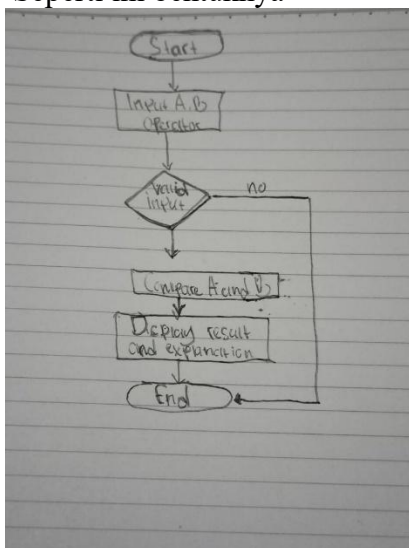 Start
Input A, B
Operator
Valid
input
no
Compare A and B
Display result
and explanation
End